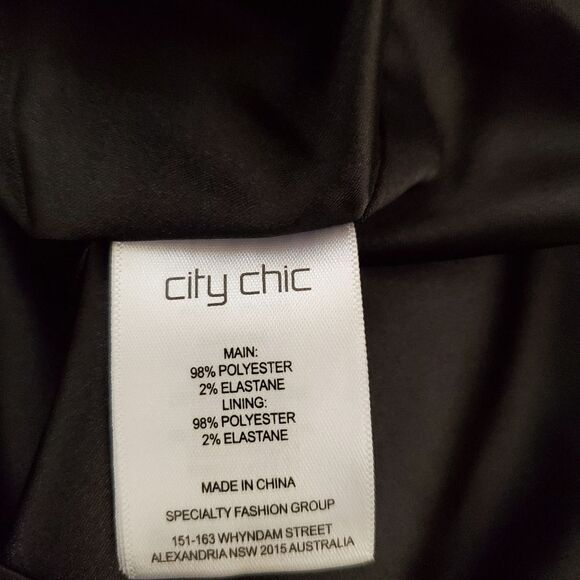 city chic
MAIN:
98% POLYESTER
2% ELASTANE
LINING:
98% POLYESTER
2% ELASTANE
MADE IN CHINA
SPECIALTY FASHION GROUP
151-163 WHYNDAM STREET
ALEXANDRIA NSW 2015 AUSTRALIA